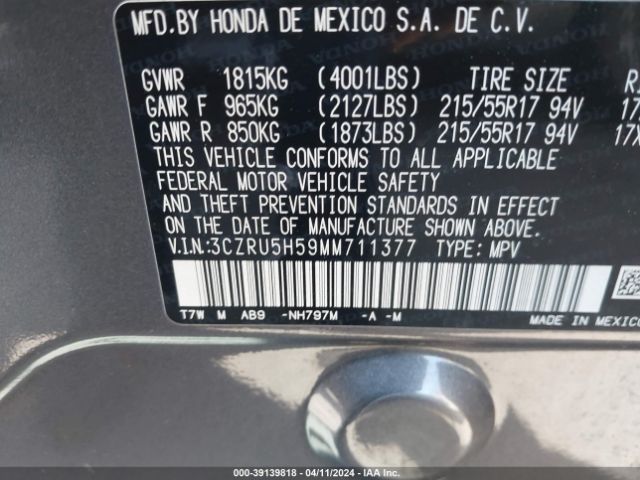 MFD.BY HONDA DE MEXICO S.A. DE C.V.
GVWR 1815KG (4001LBS) TIRE SIZE
GAWR F 965KG (2127LBS) 215/55R17 94V 17
GAWR R 850KG (1873LBS) 215/55R17 94V 17X
THIS VEHICLE CONFORMS TO ALL APPLICABLE
FEDERAL MOTOR VEHICLE SAFETY
AND THEFT PREVENTION STANDARDS IN EFFECT
ON THE DATE OF MANUFACTURE SHOWN ABOVE.
V.I.N.:3CZRU5H59MM711377 TYPE: MPV
T7W M AB9 -NH797M -A -M
MADE IN MEXICO
000-39139818 - 04/11/2024 - IAA Inc.